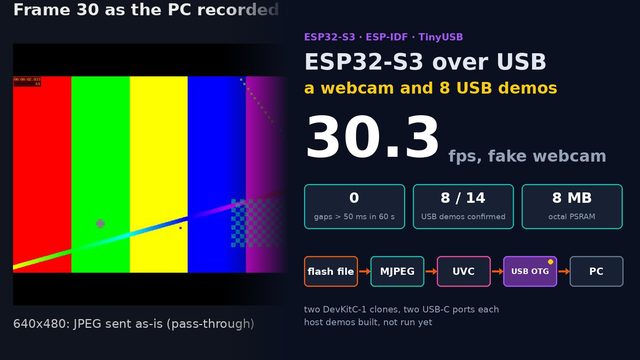 Frame 30 as the PC recorded
640x480: JPEG sent as-is (pass-through)
ESP32-S3 · ESP-IDF · TinyUSB
ESP32-S3 over USB
a webcam and 8 USB demos
30.3 fps, fake webcam
0
gaps > 50 ms in 60 s
8 / 14
USB demos confirmed
8 MB
octal PSRAM
flash file
MJPEG
UVC
USB OTG
PC
two DevKitC-1 clones, two USB-C ports each
host demos built, not run yet